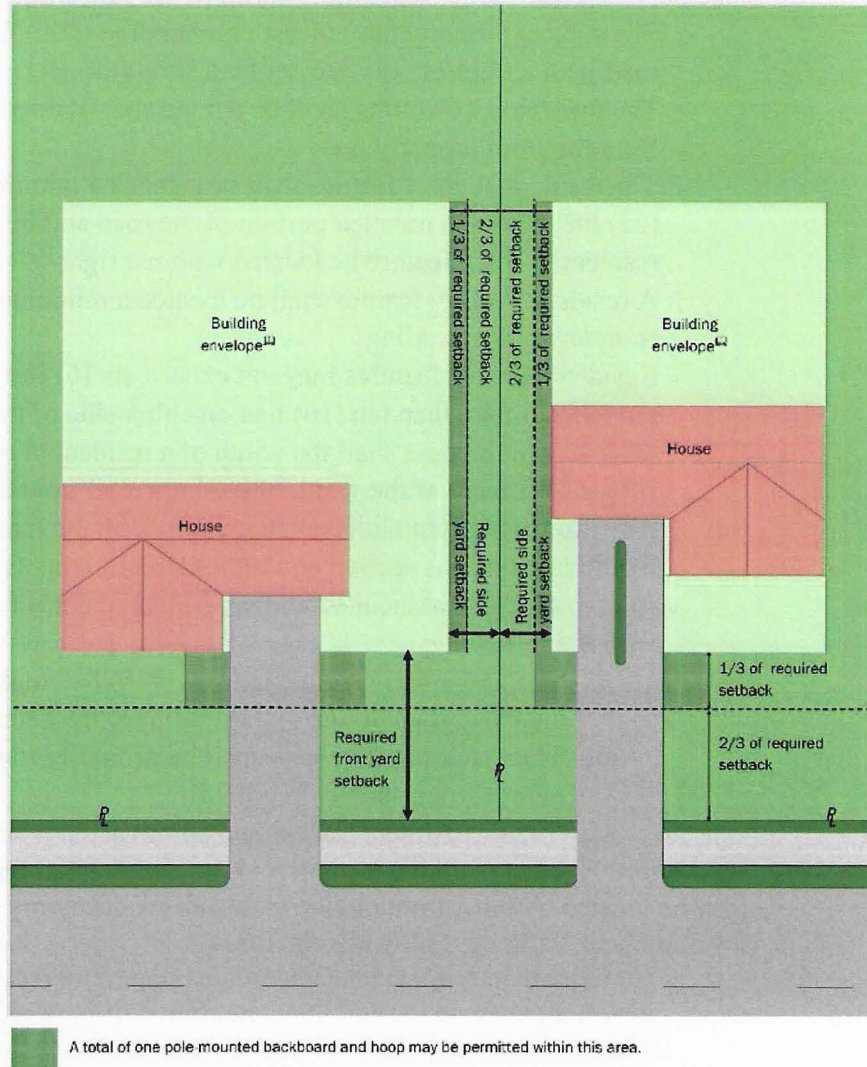 1/3 of required setback
2/3 of required setback
2/3 of required setback
1/3 of required setback
Building
envelope
Building
envelope
House
House
yard setback
Required side
Required side
yard setback
1/3 of required
setback
Required
front yard
setback
2/3 of required
setback
PL
PL
PL
A total of one pole-mounted backboard and hoop may be permitted within this area.